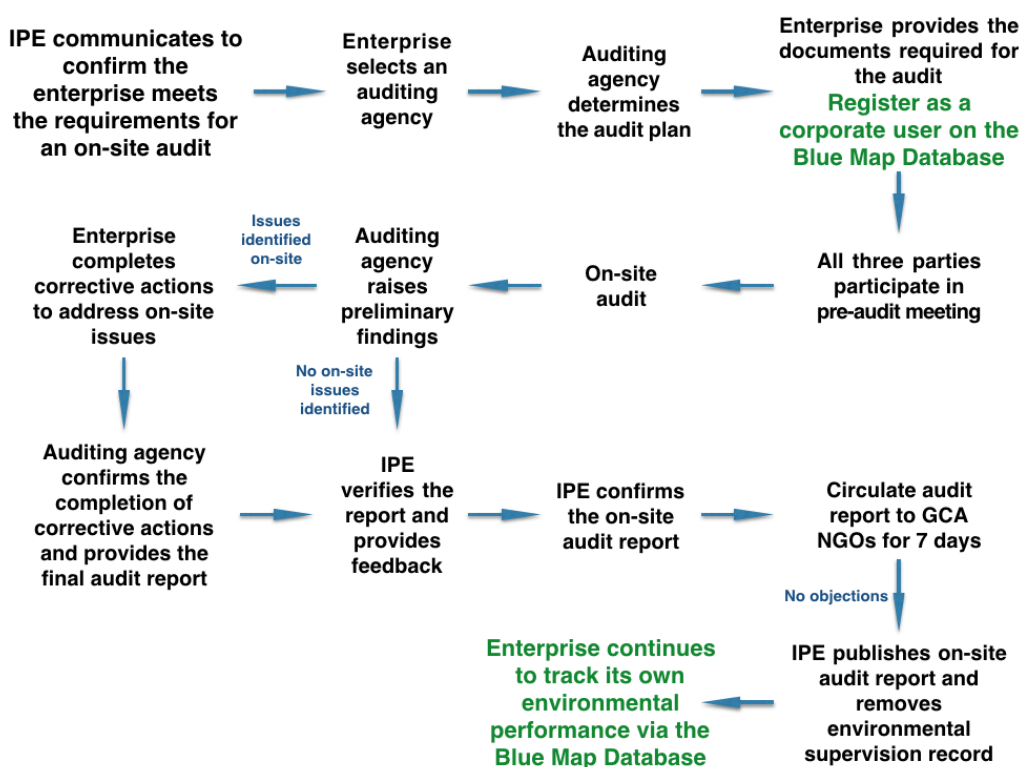 IPE communicates to
confirm the
enterprise meets
the requirements for
an on-site audit
Enterprise
selects an
auditing
agency
Auditing
agency
determines
the audit plan
Enterprise provides the
documents required for
the audit
Register as a
corporate user on the
Blue Map Database
All three parties
participate in
pre-audit meeting
On-site
audit
Auditing
agency
raises
preliminary
findings
Issues
identified
on-site
Enterprise
completes
corrective actions
to address on-site
issues
No on-site
issues
identified
Auditing agency
confirms the
completion of
corrective actions
and provides the
final audit report
IPE
verifies the
report and
provides
feedback
IPE confirms
the on-site
audit report
Circulate audit
report to GCA
NGOs for 7 days
No objections
IPE publishes on-site
audit report and
removes
environmental
supervision record
Enterprise continues
to track its own
environmental
performance via the
Blue Map Database